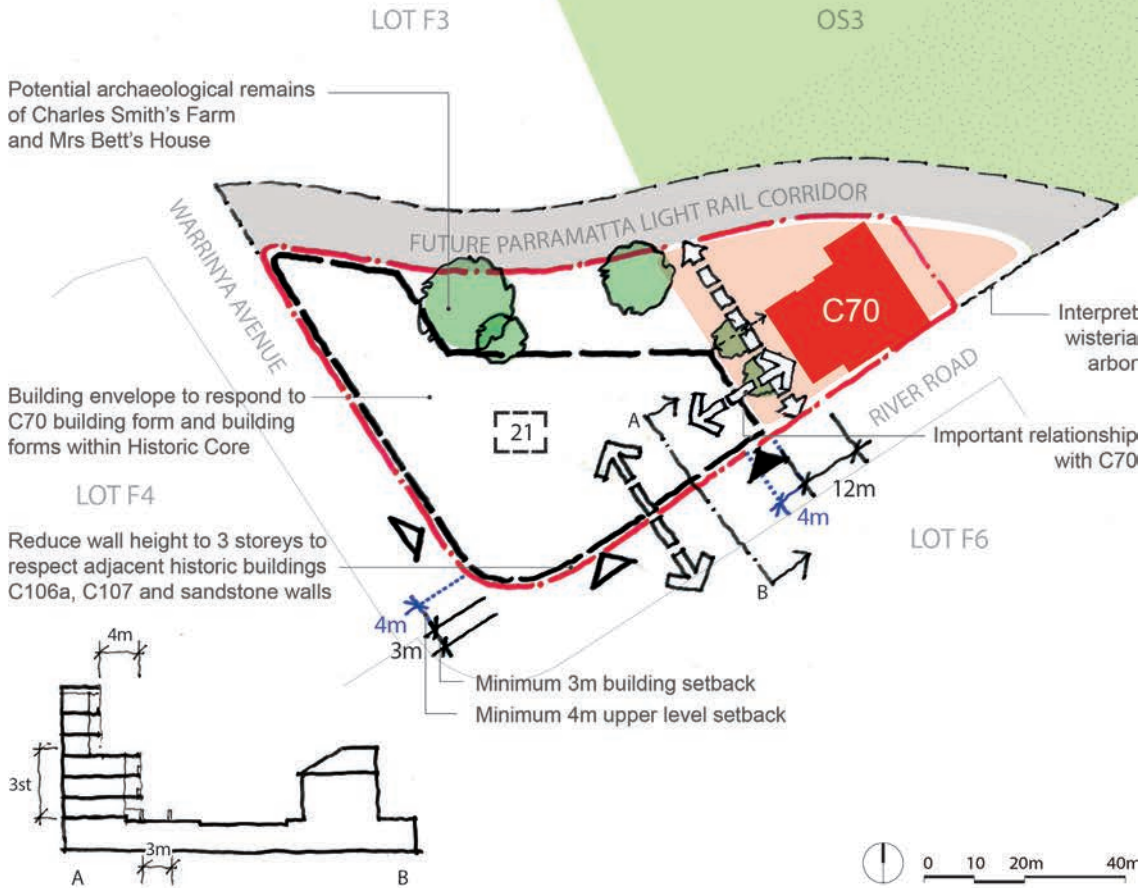 LOT F3
OS3
Potential archaeological remains
of Charles Smith's Farm
and Mrs Bett's House
FUTURE PARRAMATTA LIGHT RAIL CORRIDOR
WARRINYA AVENUE
C70
Interpret
wisteria
arbor
RIVER ROAD
Building envelope to respond to
C70 building form and building
forms within Historic Core
21
A
Important relationship
with C70
12m
4m
LOT F4
LOT F6
Reduce wall height to 3 storeys to
respect adjacent historic buildings
C106a, C107 and sandstone walls
B
4m
3m
Minimum 3m building setback
Minimum 4m upper level setback
4m
3st
3m
A
B
0 10 20m 40m